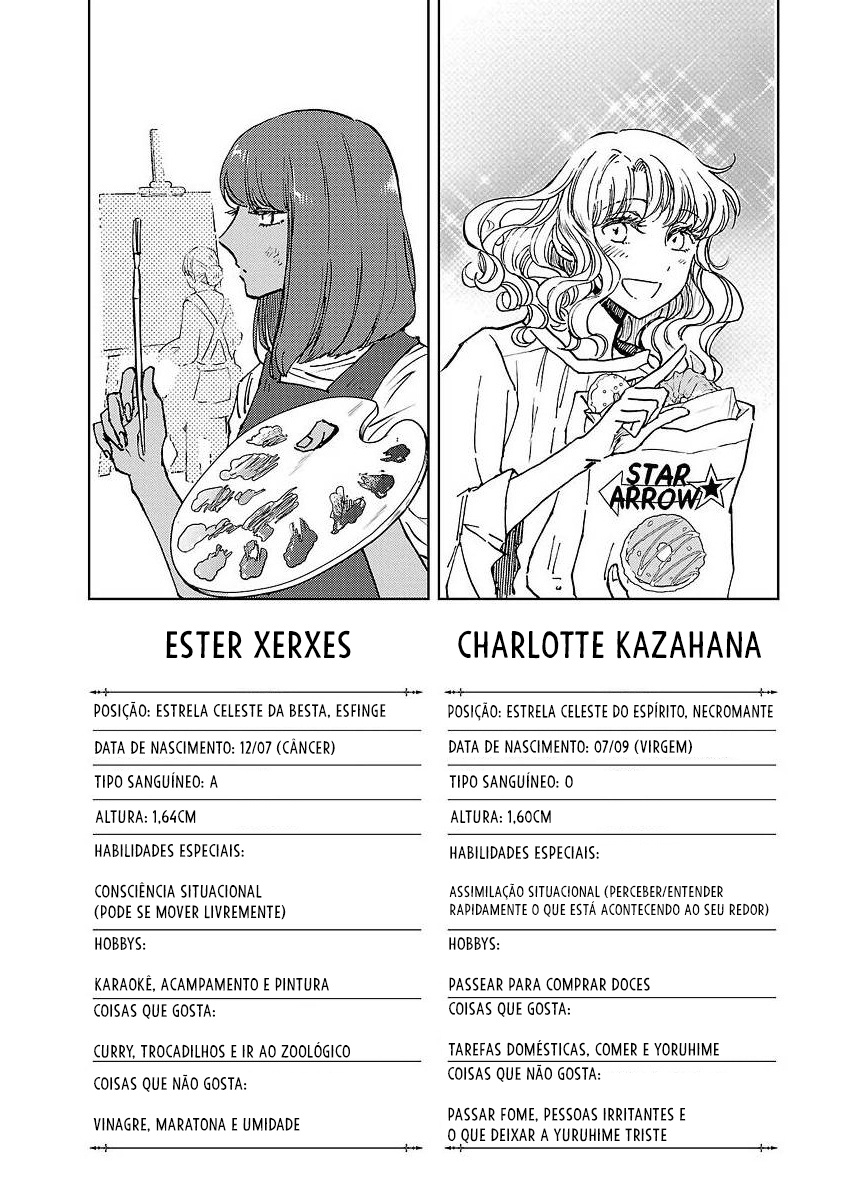 STAR
ARROW
ESTER XERXES
POSIÇÃO: ESTRELA CELESTE DA BESTA, ESFINGE
DATA DE NASCIMENTO: 12/07 (CÂNCER)
TIPO SANGUÍNEO: A
ALTURA: 1,64CM
HABILIDADES ESPECIAIS:
CONSCIÊNCIA SITUACIONAL
(PODE SE MOVER LIVREMENTE)
HOBBYS:
KARAOKÊ, ACAMPAMENTO E PINTURA
COISAS QUE GOSTA:
CURRY, TROCADILHOS E IR AO ZOOLÓGICO
COISAS QUE NÃO GOSTA:
VINAGRE, MARATONA E UMIDADE
CHARLOTTE KAZAHANA
POSIÇÃO: ESTRELA CELESTE DO ESPÍRITO, NECROMANTE
DATA DE NASCIMENTO: 07/09 (VIRGEM)
TIPO SANGUÍNEO: O
ALTURA: 1,60CM
HABILIDADES ESPECIAIS:
ASSIMILAÇÃO SITUACIONAL (PERCEBER/ENTENDER
RAPIDAMENTE O QUE ESTÁ ACONTECENDO AO SEU REDOR)
HOBBYS:
PASSEAR PARA COMPRAR DOCES
COISAS QUE GOSTA:
TAREFAS DOMÉSTICAS, COMER E YORUHIME
COISAS QUE NÃO GOSTA:
PASSAR FOME, PESSOAS IRRITANTES E
O QUE DEIXAR A YORUHIME TRISTE